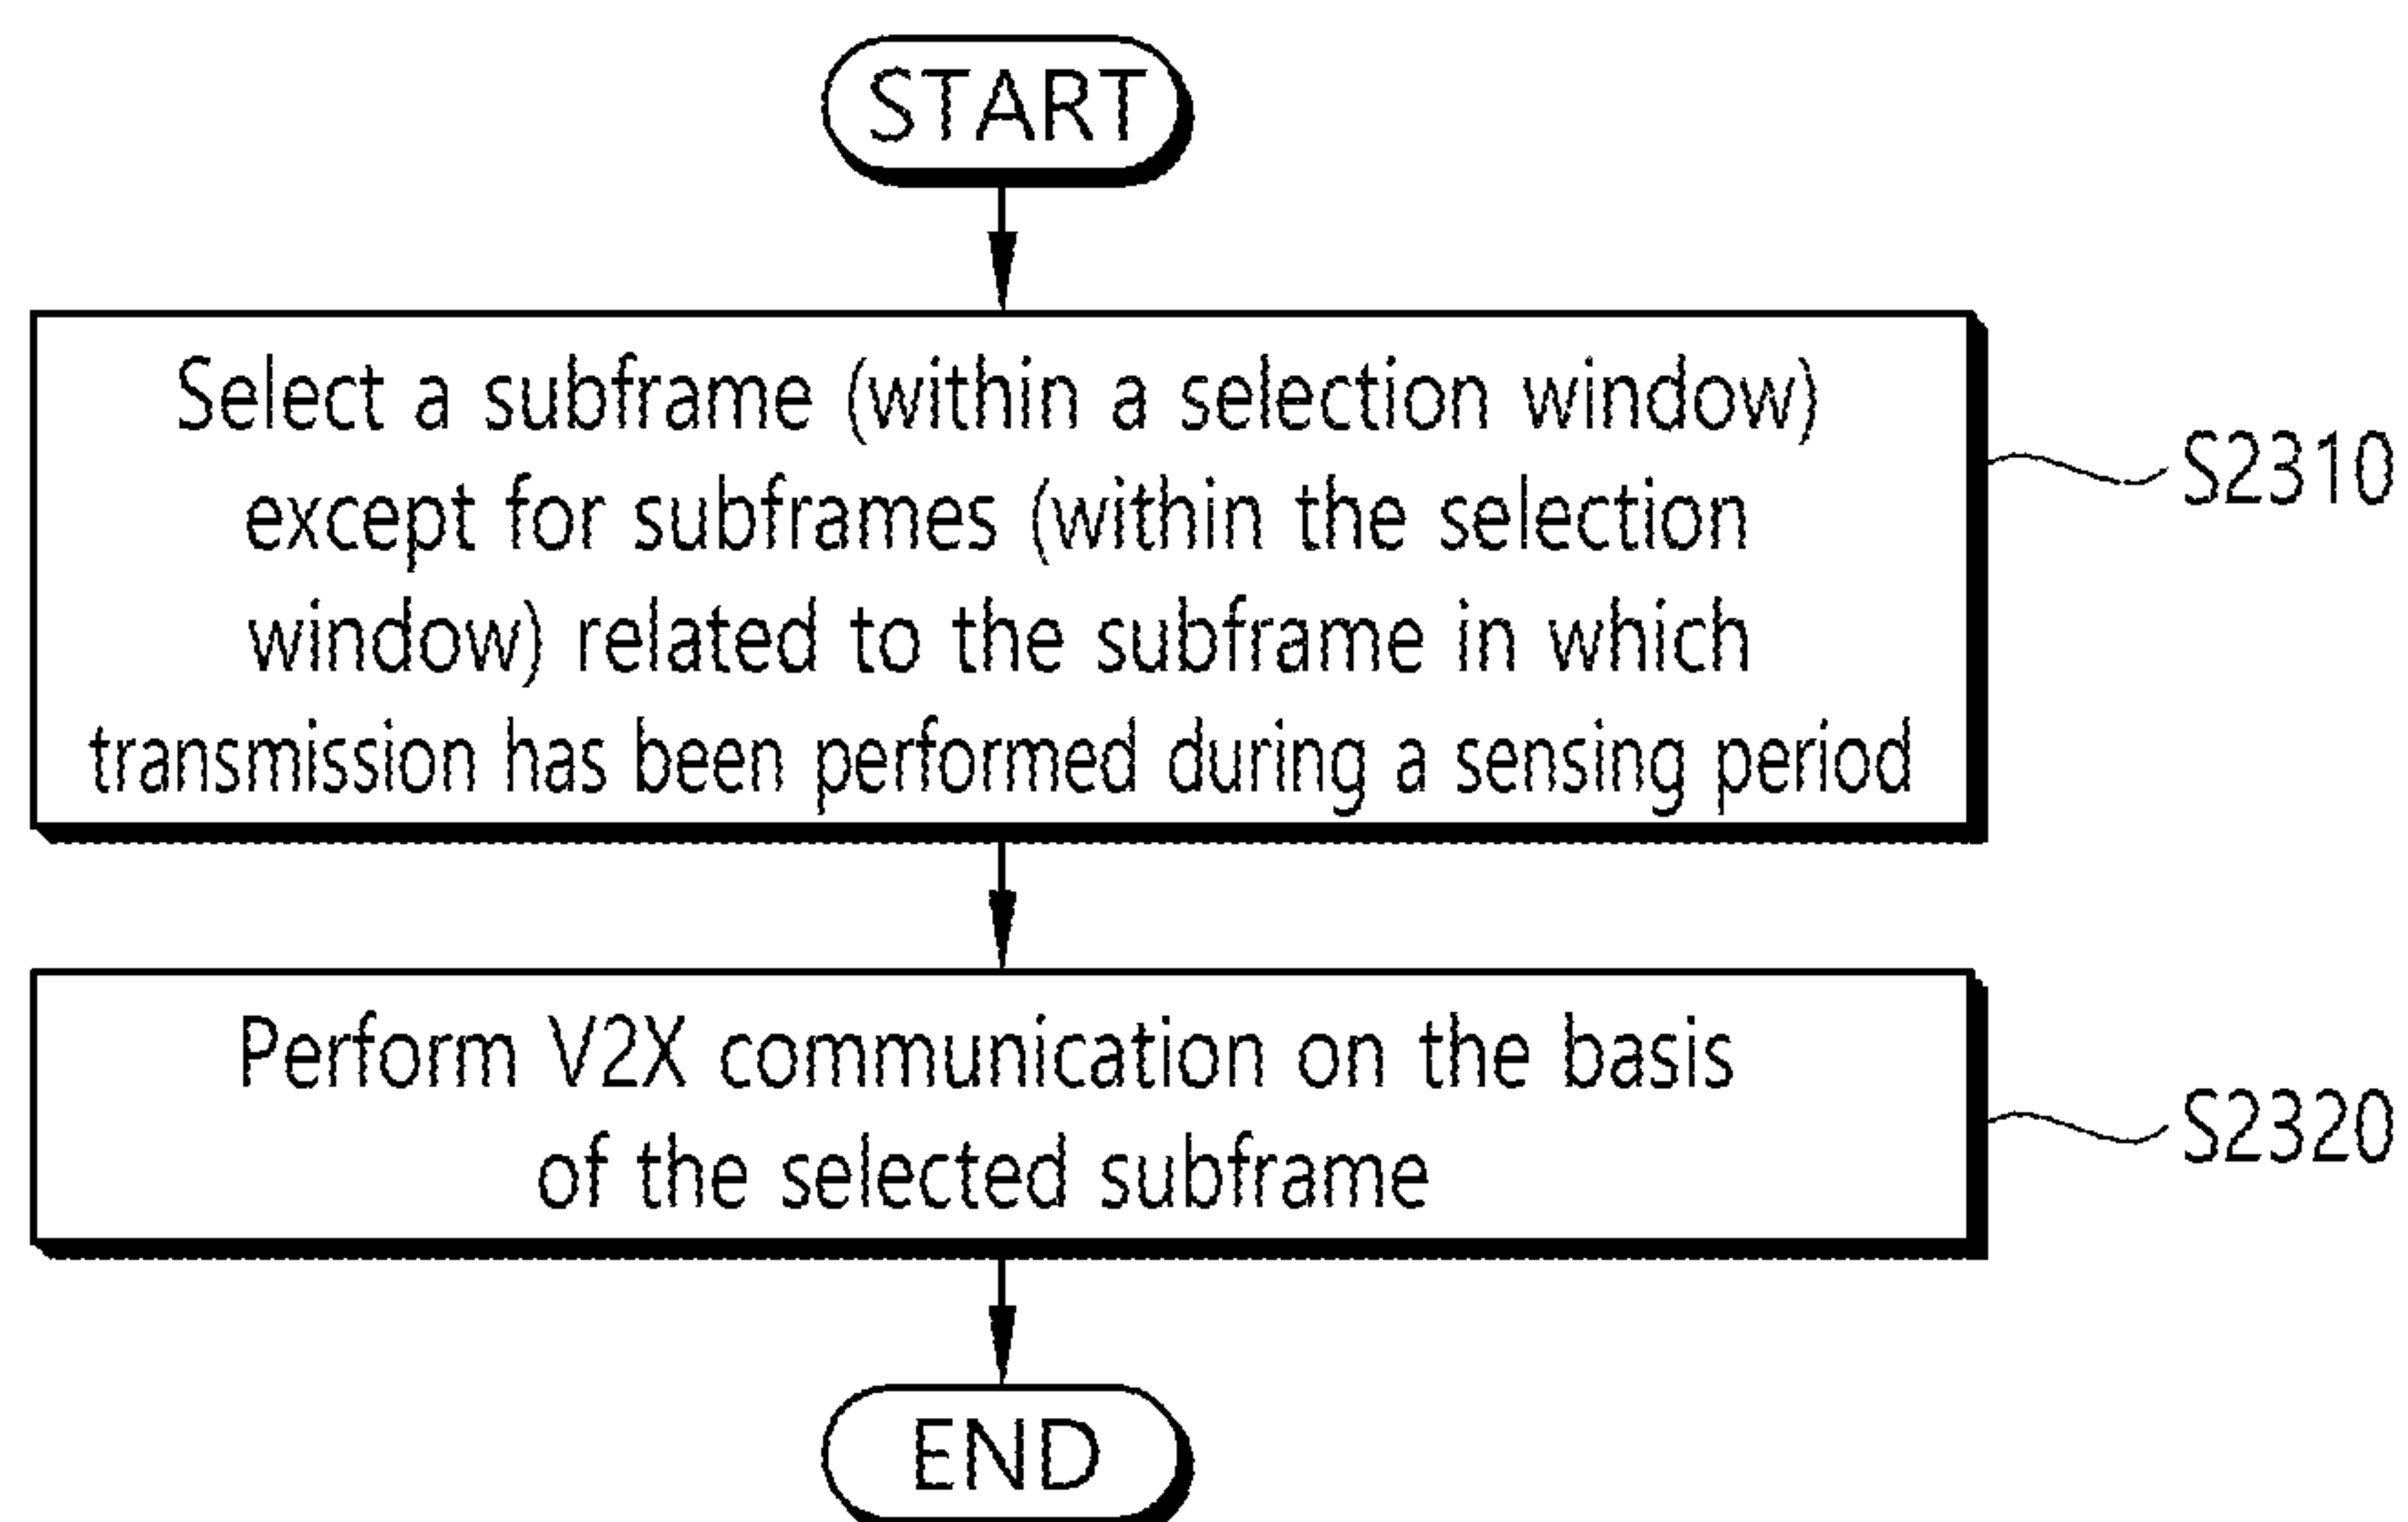 START
Select a subframe (within a selection window)
except for subframes (within the selection
window) related to the subframe in which
transmission has been performed during a sensing period
S2310
Perform V2X communication on the basis
of the selected subframe
S2320
END